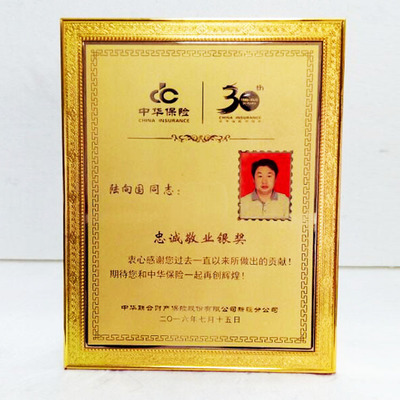 中华保险
CHINA INSURANCE
30th
CHINA INSURANCE
陆向国同志：
忠诚敬业银奖
衷心感谢您过去一直以来所做出的贡献！
期待您和中华保险一起再创辉煌！
中华联合财产保险股份有限公司新疆分公司
二〇一六年七月十五日